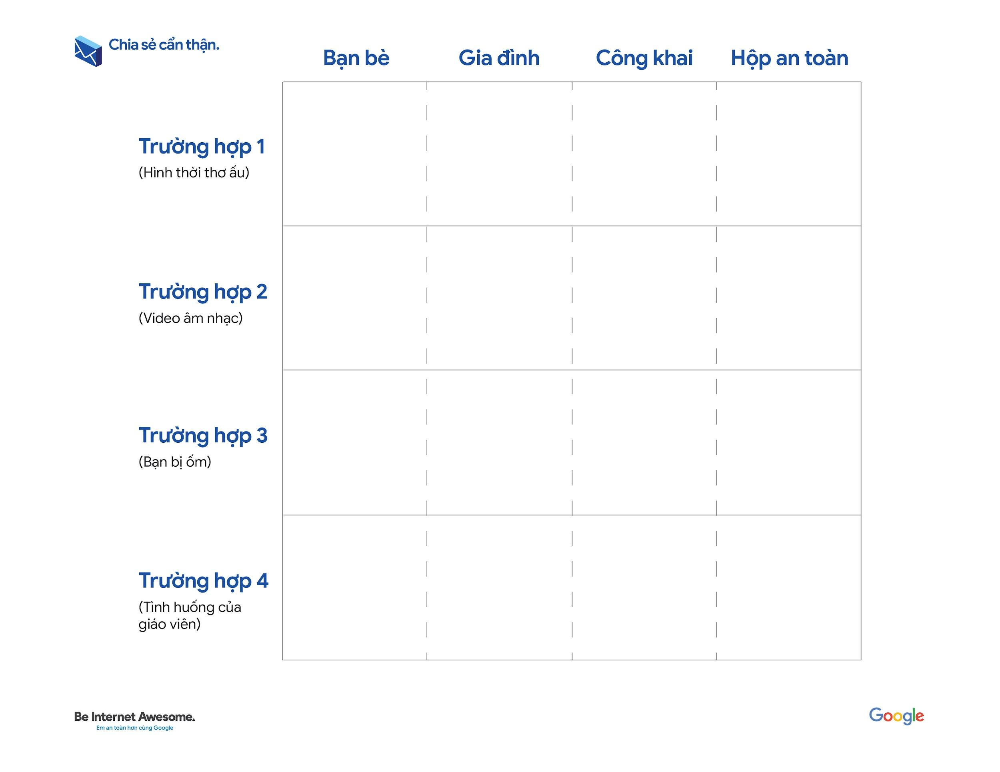 Chia sẻ cẩn thận.
Bạn bè
Gia đình
Công khai
Hộp an toàn
Trường hợp 1
(Hình thời thơ ấu)
Trường hợp 2
(Video âm nhạc)
Trường hợp 3
(Bạn bị ốm)
Trường hợp 4
(Tình huống của
giáo viên)
Be Internet Awesome.
Em an toàn hơn cùng Google
Google